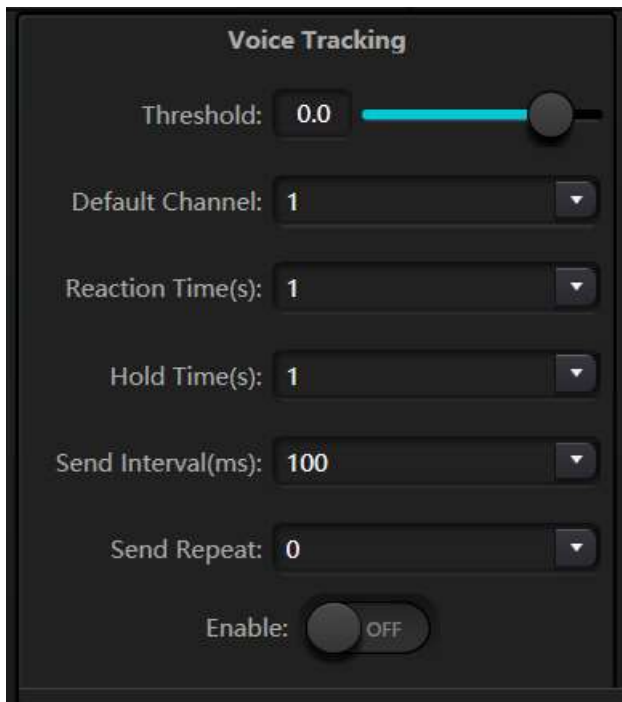 Voice Tracking
Threshold: 0.0
Default Channel: 1
Reaction Time(s): 1
Hold Time(s): 1
Send Interval(ms): 100
Send Repeat: 0
Enable: OFF